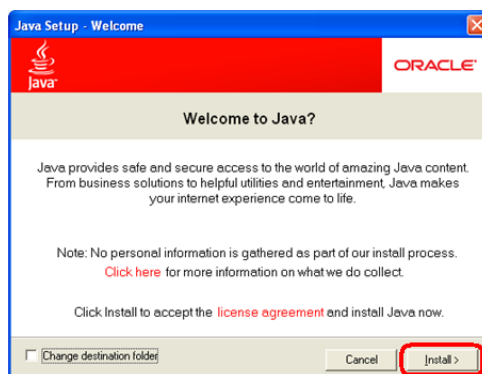 Java Setup - Welcome
Java
ORACLE
Welcome to Java?
Java provides safe and secure access to the world of amazing Java content.
From business solutions to helpful utilities and entertainment, Java makes
your internet experience come to life.
Note: No personal information is gathered as part of our install process.
Click here for more information on what we do collect.
Click Install to accept the license agreement and install Java now.
Change destination folder
Cancel
Install >